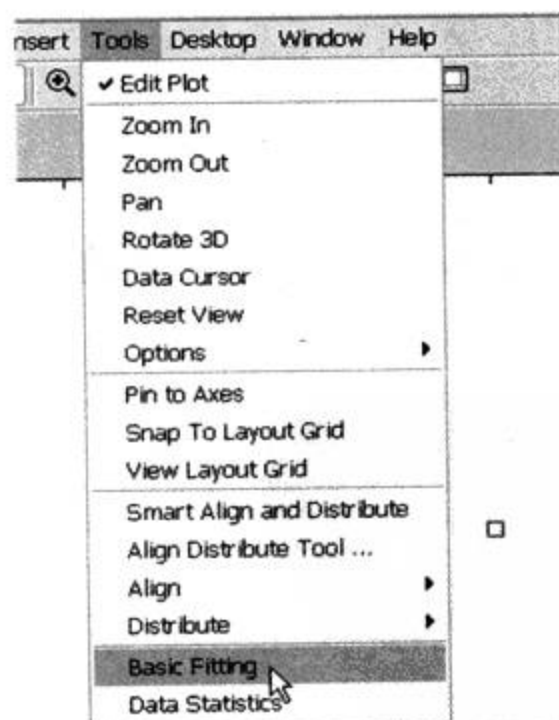 nsert Tools Desktop Window Help
✓ Edit Plot
Zoom In
Zoom Out
Pan
Rotate 3D
Data Cursor
Reset View
Options
Pin to Axes
Snap To Layout Grid
View Layout Grid
Smart Align and Distribute
Align Distribute Tool ...
Align
Distribute
Basic Fitting
Data Statistics